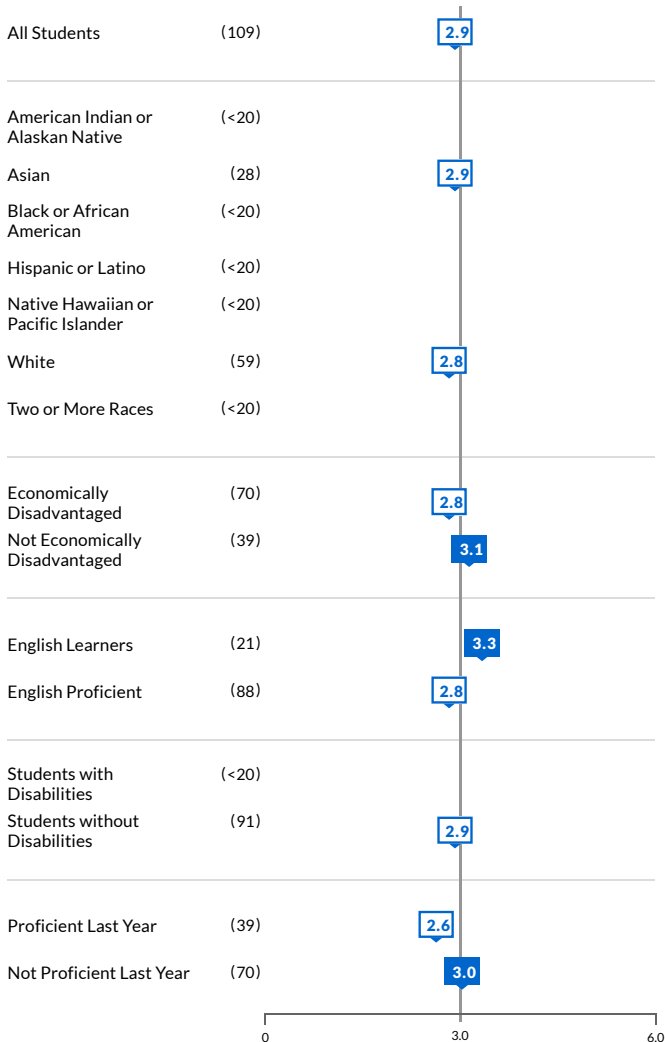 All Students (109) 2.9
American Indian or (<20)
Alaskan Native
Asian (28) 2.9
Black or African (<20)
American
Hispanic or Latino (<20)
Native Hawaiian or (<20)
Pacific Islander
White (59) 2.8
Two or More Races (<20)
Economically (70) 2.8
Disadvantaged
Not Economically (39) 3.1
Disadvantaged
English Learners (21) 3.3
English Proficient (88) 2.8
Students with (<20)
Disabilities
Students without (91) 2.9
Disabilities
Proficient Last Year (39) 2.6
Not Proficient Last Year (70) 3.0
0 3.0 6.0